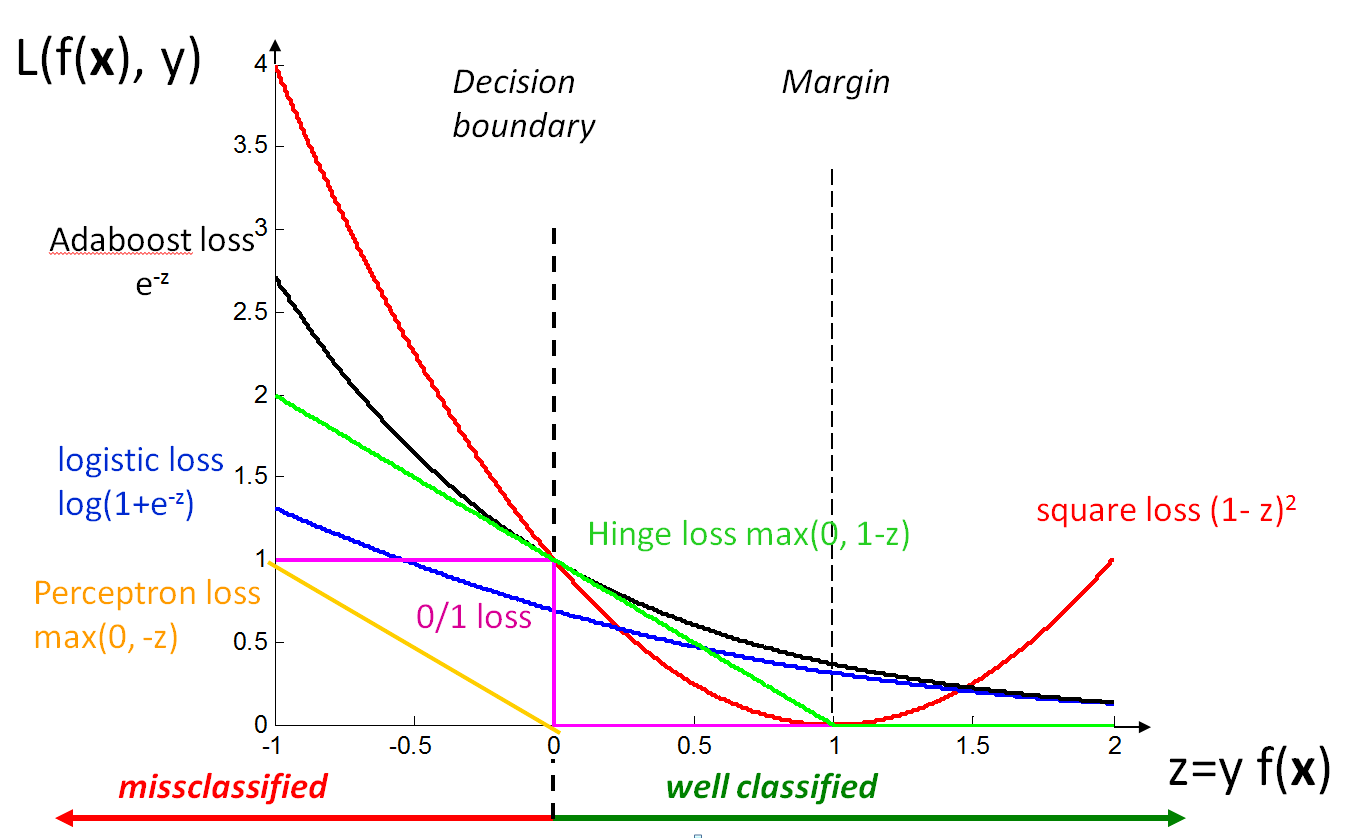 L(f(x), y)
Decision
boundary
Margin
4
3.5
3
2.5
2
1.5
1
0.5
0
Adaboost loss
e⁻ᶻ
logistic loss
log(1+e⁻ᶻ)
Perceptron loss
max(0, -z)
0/1 loss
Hinge loss max(0, 1-z)
square loss (1- z)²
-1
-0.5
0
0.5
1
1.5
2
z=y f(x)
missclassified
well classified